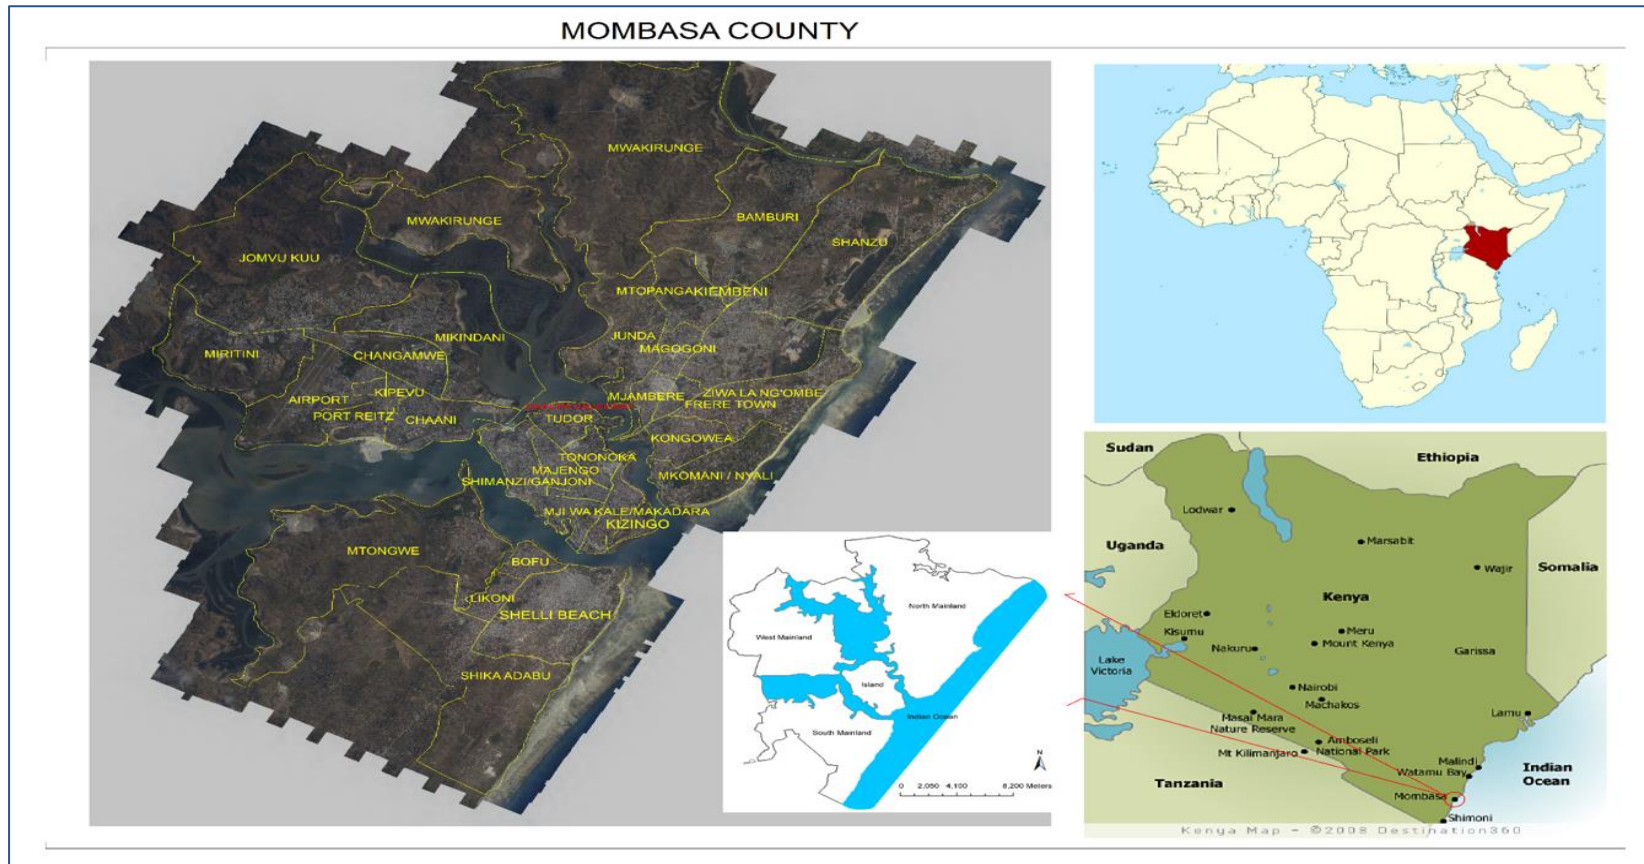 MOMBASA COUNTY
MWAKIRUNGE
MWAKIRUNGE
BAMBURI
SHANZU
JOMVU KUU
MTOPANGA
KIEMBENI
MIKINDANI
JUNDA
MAGOGONI
MIRITINI
CHANGAMWE
KIPEVU
AIRPORT
PORT REITZ
CHAANI
MJAMBERE
ZIWA LA NG'OMBE
FRERE TOWN
TUDOR
KONGOWEA
TONONOKA
MAJENGO
SHIMANZI/GANJONI
MKOMANI / NYALI
MJI WA KALE/MAKADARA
KIZINGO
MTONGWE
BOFU
LIKONI
SHELLI BEACH
SHIKA ADABU
North Mainland
West Mainland
Island
Indian Ocean
South Mainland
N
0 2,050 4,100 8,200 Meters
Sudan
Ethiopia
Lodwar
Marsabit
Uganda
Wajir
Somalia
Kenya
Eldoret
Kisumu
Meru
Mount Kenya
Nakuru
Garissa
Lake
Victoria
Nairobi
Machakos
Lamu
Masai Mara
Nature Reserve
Amboseli
National Park
Mt Kilimanjaro
Malindi
Watamu Bay
Indian
Ocean
Tanzania
Mombasa
Shimoni
Kenya Map - ©2008 Destination360